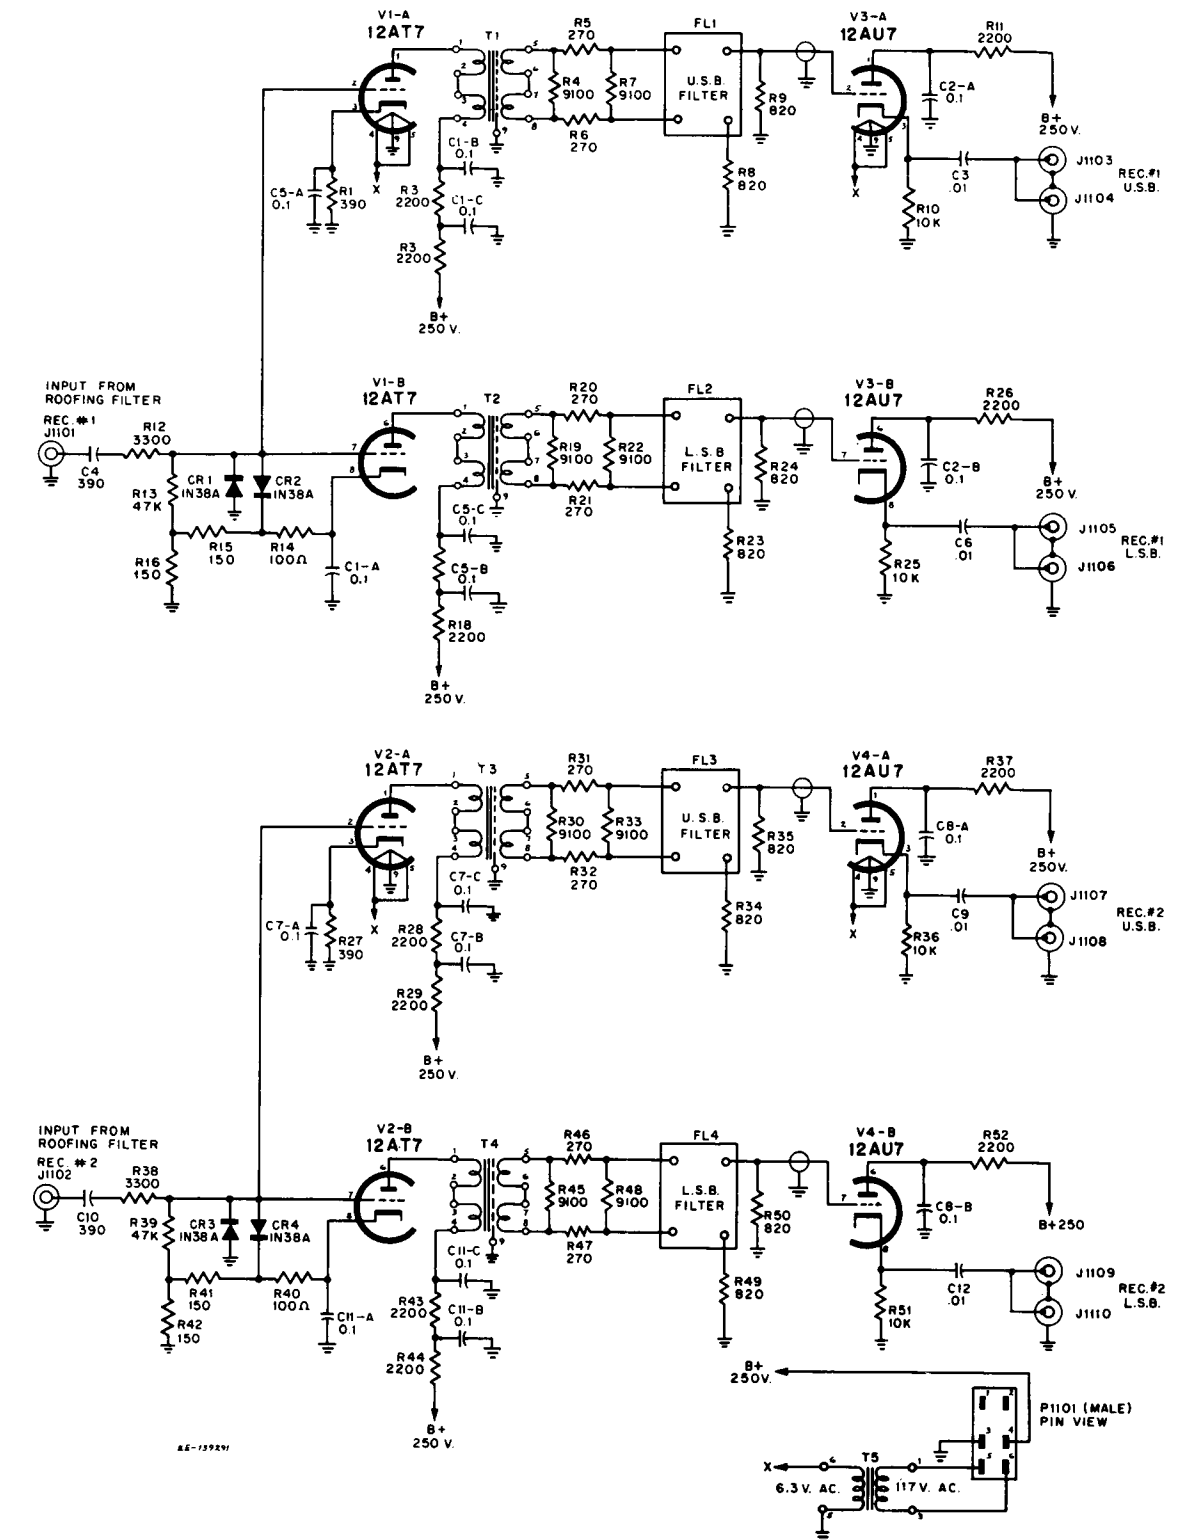 V1-A
12AT7
T1
R5
270
R4
9100
R7
9100
R6
270
FL1
U.S.B.
FILTER
R9
820
R8
820
V3-A
12AU7
R11
2200
C2-A
0.1
B+
250V.
J1103
J1104
REC.#1
U.S.B.
C3
.01
R10
10K
C5-A
0.1
R1
390
X
C1-B
0.1
R3
2200
C1-C
0.1
R3
2200
B+
250 V.
INPUT FROM
ROOFING FILTER
REC. #1
J1101
C4
390
R12
3300
R13
47K
CR1
IN38A
CR2
IN38A
R16
150
R15
150
R14
100Ω
C1-A
0.1
V1-B
12AT7
T2
R20
270
R19
9100
R22
9100
R21
270
FL2
L.S.B
FILTER
R24
820
R23
820
V3-B
12AU7
R26
2200
C2-B
0.1
B+
250 V.
J1105
J1106
REC.#1
L.S.B.
C6
.01
R25
10K
C5-C
0.1
C5-B
0.1
R18
2200
B+
250 V.
V2-A
12AT7
T3
R31
270
R30
9100
R33
9100
R32
270
FL3
U.S.B.
FILTER
R35
820
R34
820
V4-A
12AU7
R37
2200
C8-A
0.1
B+
250V.
J1107
J1108
REC.#2
U.S.B.
C9
.01
R36
10K
X
C7-A
0.1
R27
390
X
C7-C
0.1
R28
2200
C7-B
0.1
R29
2200
B+
250 V.
INPUT FROM
ROOFING FILTER
REC. #2
J1102
C10
390
R38
3300
R39
47K
CR3
IN38A
CR4
IN38A
R41
150
R40
100Ω
R42
150
C11-A
0.1
V2-B
12AT7
T4
R46
270
R45
9100
R48
9100
R47
270
FL4
L.S.B.
FILTER
R50
820
R49
820
V4-B
12AU7
R52
2200
C8-B
0.1
B+250
J1109
J1110
REC.#2
L.S.B.
C12
.01
R51
10K
C11-C
0.1
R43
2200
C11-B
0.1
R44
2200
B+
250 V.
B+
250V.
P1101 (MALE)
PIN VIEW
X
T5
6.3 V. AC.
117 V. AC.